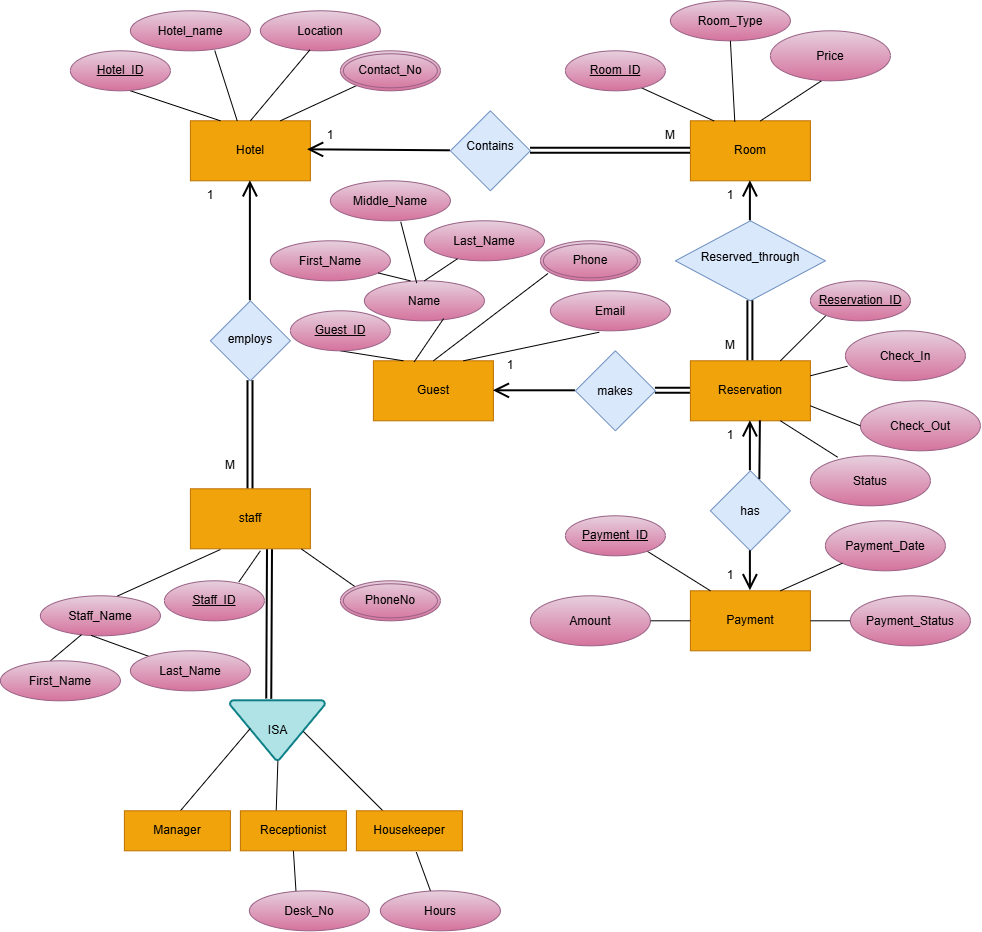 Hotel_name
Location
Room_Type
Hotel_ID
Contact_No
Room_ID
Price
1
M
Hotel
Contains
Room
1
Middle_Name
1
First_Name
Last_Name
Phone
Reserved_through
Name
Reservation_ID
Guest_ID
Email
employs
M
Check_In
1
Guest
makes
Reservation
Check_Out
1
M
Status
staff
has
Payment_ID
Payment_Date
1
Staff_Name
Staff_ID
PhoneNo
Amount
Payment
Payment_Status
First_Name
Last_Name
ISA
Manager
Receptionist
Housekeeper
Desk_No
Hours